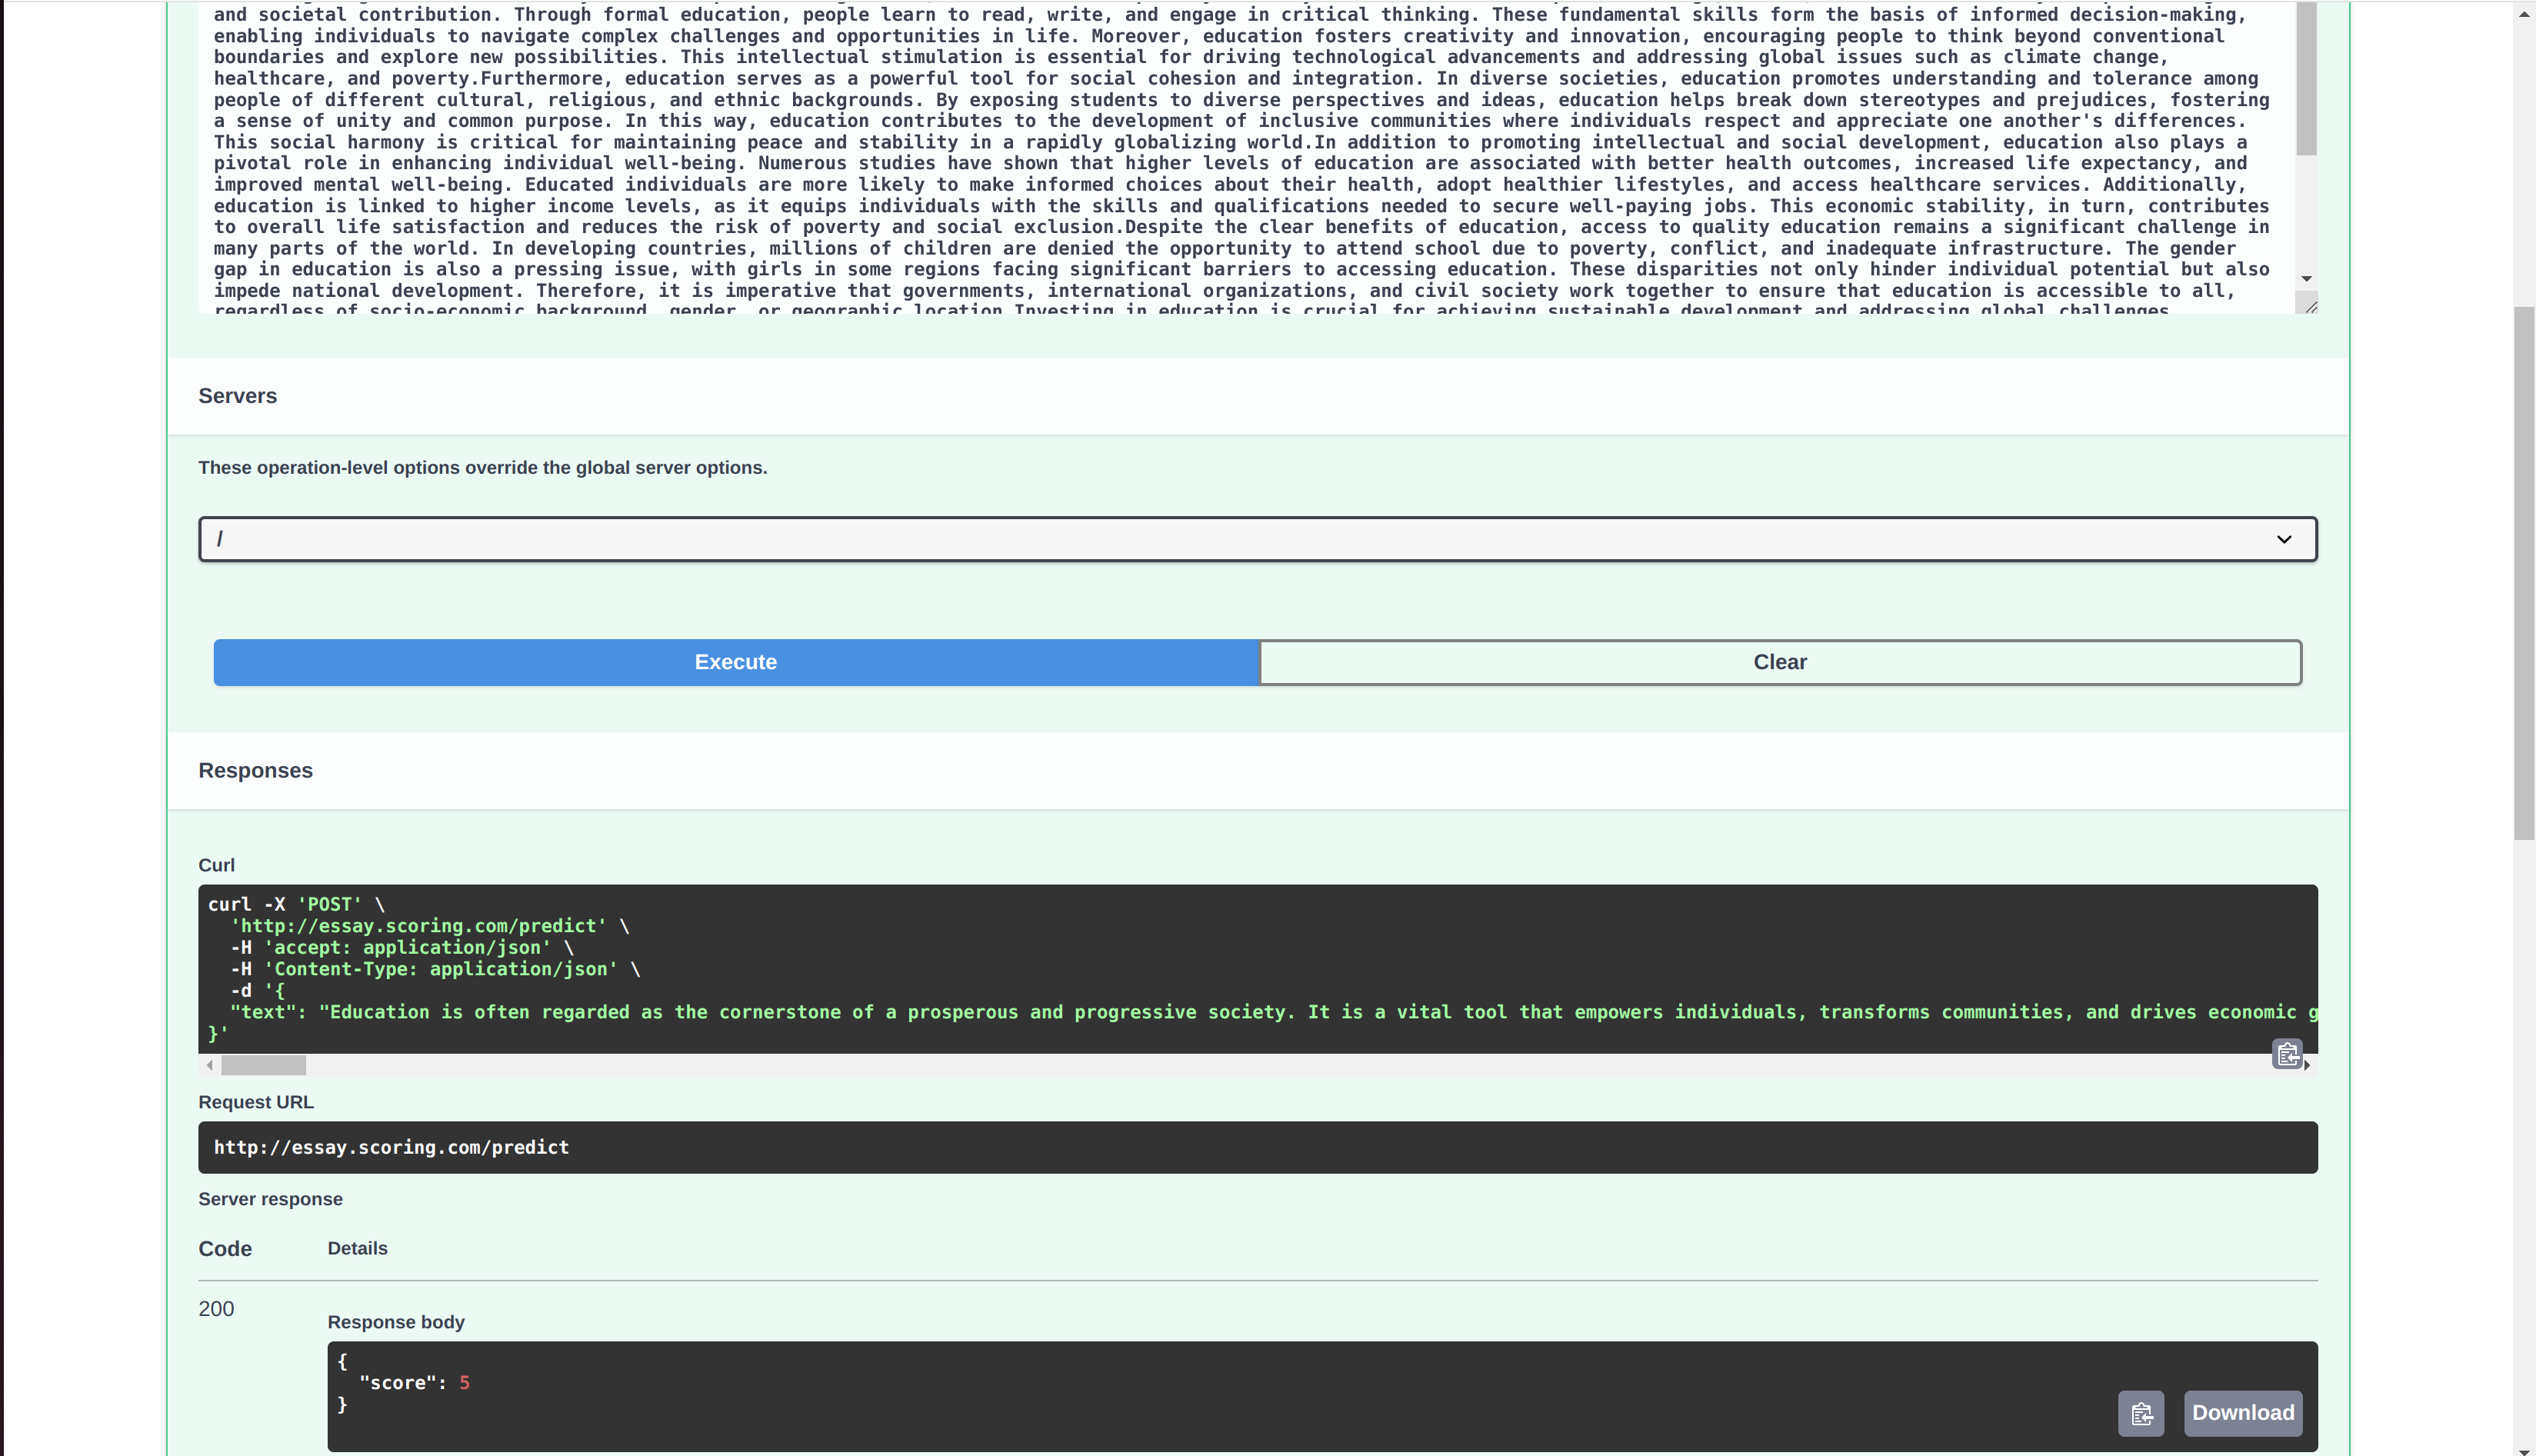 and societal contribution. Through formal education, people learn to read, write, and engage in critical thinking. These fundamental skills form the basis of informed decision-making,
enabling individuals to navigate complex challenges and opportunities in life. Moreover, education fosters creativity and innovation, encouraging people to think beyond conventional
boundaries and explore new possibilities. This intellectual stimulation is essential for driving technological advancements and addressing global issues such as climate change,
healthcare, and poverty.Furthermore, education serves as a powerful tool for social cohesion and integration. In diverse societies, education promotes understanding and tolerance among
people of different cultural, religious, and ethnic backgrounds. By exposing students to diverse perspectives and ideas, education helps break down stereotypes and prejudices, fostering
a sense of unity and common purpose. In this way, education contributes to the development of inclusive communities where individuals respect and appreciate one another's differences.
This social harmony is critical for maintaining peace and stability in a rapidly globalizing world.In addition to promoting intellectual and social development, education also plays a
pivotal role in enhancing individual well-being. Numerous studies have shown that higher levels of education are associated with better health outcomes, increased life expectancy, and
improved mental well-being. Educated individuals are more likely to make informed choices about their health, adopt healthier lifestyles, and access healthcare services. Additionally,
education is linked to higher income levels, as it equips individuals with the skills and qualifications needed to secure well-paying jobs. This economic stability, in turn, contributes
to overall life satisfaction and reduces the risk of poverty and social exclusion.Despite the clear benefits of education, access to quality education remains a significant challenge in
many parts of the world. In developing countries, millions of children are denied the opportunity to attend school due to poverty, conflict, and inadequate infrastructure. The gender
gap in education is also a pressing issue, with girls in some regions facing significant barriers to accessing education. These disparities not only hinder individual potential but also
impede national development. Therefore, it is imperative that governments, international organizations, and civil society work together to ensure that education is accessible to all,
regardless of socio-economic background, gender, or geographic location.Investing in education is crucial for achieving sustainable development and addressing global challenges.
Servers
These operation-level options override the global server options.
/
Execute
Clear
Responses
Curl
curl -X 'POST' \
'http://essay.scoring.com/predict' \
-H 'accept: application/json' \
-H 'Content-Type: application/json' \
-d '{
"text": "Education is often regarded as the cornerstone of a prosperous and progressive society. It is a vital tool that empowers individuals, transforms communities, and drives economic g
}'
Request URL
http://essay.scoring.com/predict
Server response
Code Details
200
Response body
{
"score": 5
}
Download